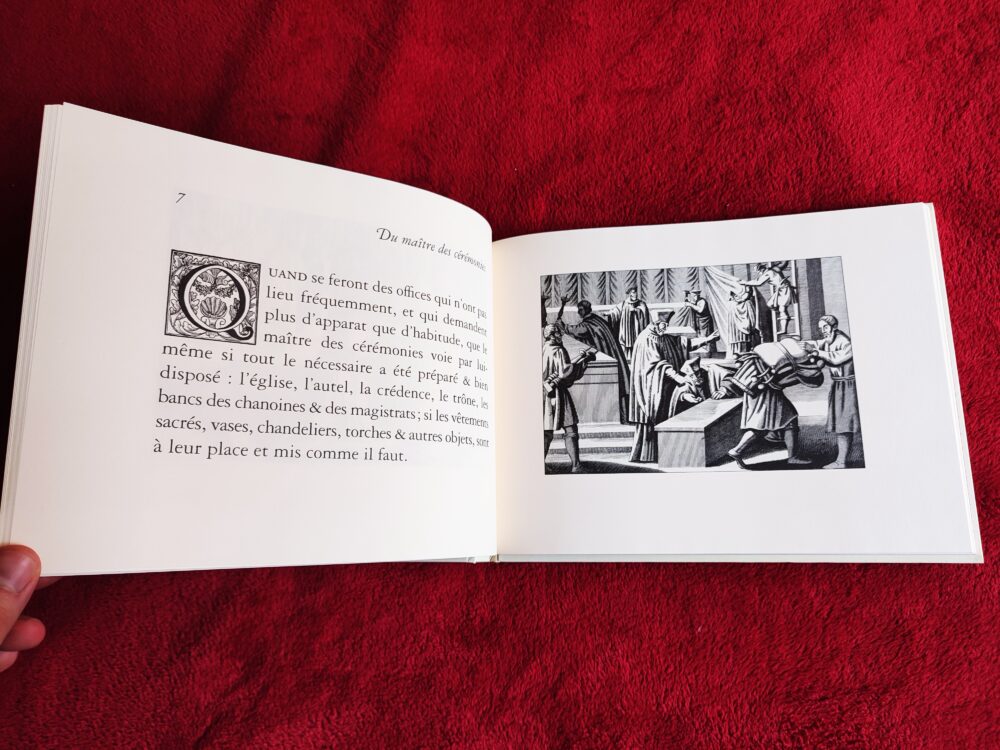 7
Du maître des cérémonies.
QUAND se feront des offices qui n'ont pas
lieu fréquemment, et qui demandent
plus d'apparat que d'habitude, que le
maître des cérémonies voie par lui-
même si tout le nécessaire a été préparé & bien
disposé : l'église, l'autel, la crédence, le trône, les
bancs des chanoines & des magistrats ; si les vêtements
sacrés, vases, chandeliers, torches & autres objets, sont
à leur place et mis comme il faut.